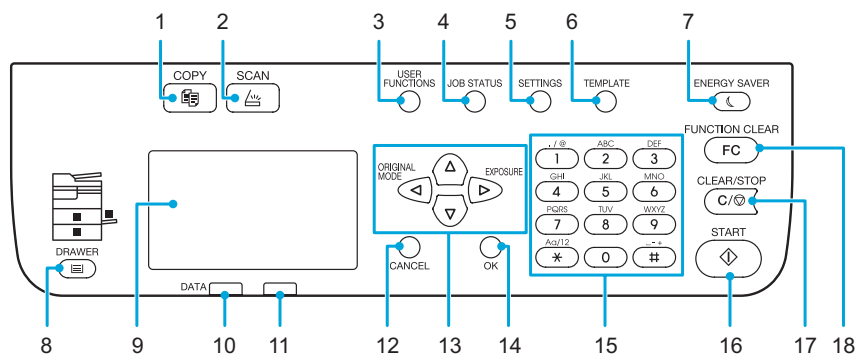 1 2 3 4 5 6 7
COPY SCAN
USER
FUNCTIONS
JOB STATUS
SETTINGS
TEMPLATE
ENERGY SAVER
FUNCTION CLEAR
FC
CLEAR/STOP
C/
START
ORIGINAL
MODE
EXPOSURE
CANCEL
OK
. / @ ABC DEF
1 2 3
GHI JKL MNO
4 5 6
PQRS TUV WXYZ
7 8 9
Aa/12 _ - +
* 0 #
DRAWER
DATA
8 9 10 11 12 13 14 15 16 17 18